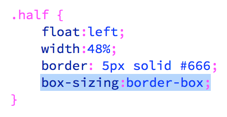 .half {
float:left;
width:48%;
border: 5px solid #666;
box-sizing:border-box;
}